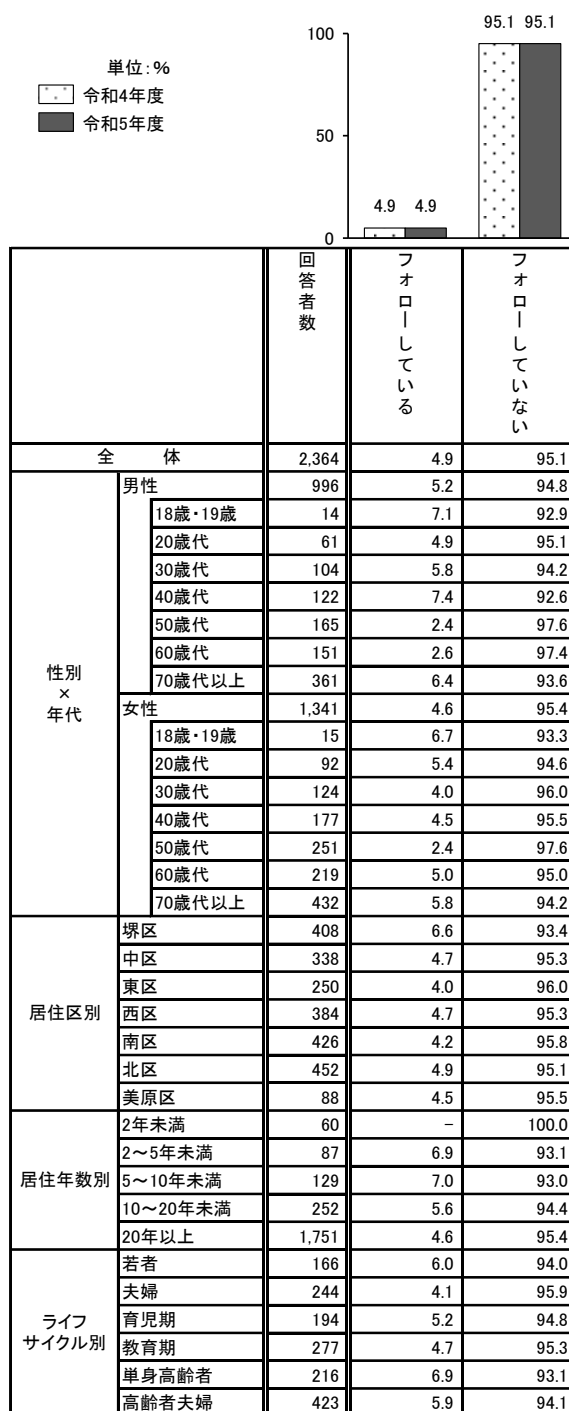 単位:%
令和4年度
令和5年度
100
50
0
4.9 4.9
95.1 95.1
回答者数 フォローしている フォローしていない
全 体 2,364 4.9 95.1
性別×年代
男性 996 5.2 94.8
18歳・19歳 14 7.1 92.9
20歳代 61 4.9 95.1
30歳代 104 5.8 94.2
40歳代 122 7.4 92.6
50歳代 165 2.4 97.6
60歳代 151 2.6 97.4
70歳代以上 361 6.4 93.6
女性 1,341 4.6 95.4
18歳・19歳 15 6.7 93.3
20歳代 92 5.4 94.6
30歳代 124 4.0 96.0
40歳代 177 4.5 95.5
50歳代 251 2.4 97.6
60歳代 219 5.0 95.0
70歳代以上 432 5.8 94.2
居住区別
堺区 408 6.6 93.4
中区 338 4.7 95.3
東区 250 4.0 96.0
西区 384 4.7 95.3
南区 426 4.2 95.8
北区 452 4.9 95.1
美原区 88 4.5 95.5
居住年数別
2年未満 60 - 100.0
2~5年未満 87 6.9 93.1
5~10年未満 129 7.0 93.0
10~20年未満 252 5.6 94.4
20年以上 1,751 4.6 95.4
ライフ
サイクル別
若者 166 6.0 94.0
夫婦 244 4.1 95.9
育児期 194 5.2 94.8
教育期 277 4.7 95.3
単身高齢者 216 6.9 93.1
高齢者夫婦 423 5.9 94.1